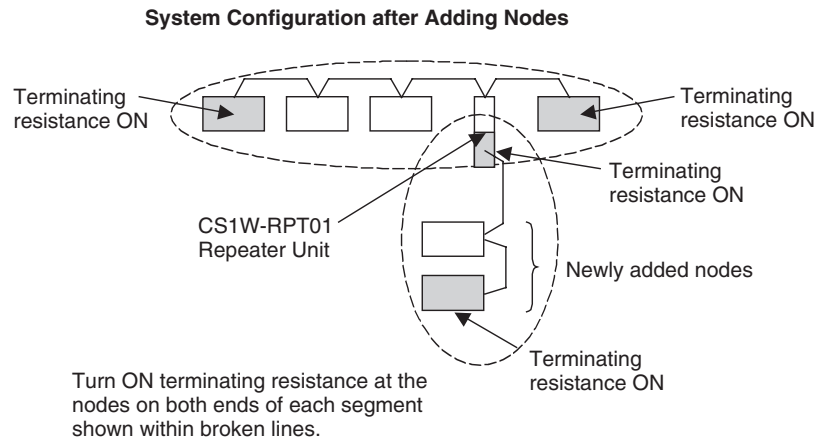 System Configuration after Adding Nodes
Terminating
resistance ON
Terminating
resistance ON
Terminating
resistance ON
CS1W-RPT01
Repeater Unit
Newly added nodes
Terminating
resistance ON
Turn ON terminating resistance at the
nodes on both ends of each segment
shown within broken lines.